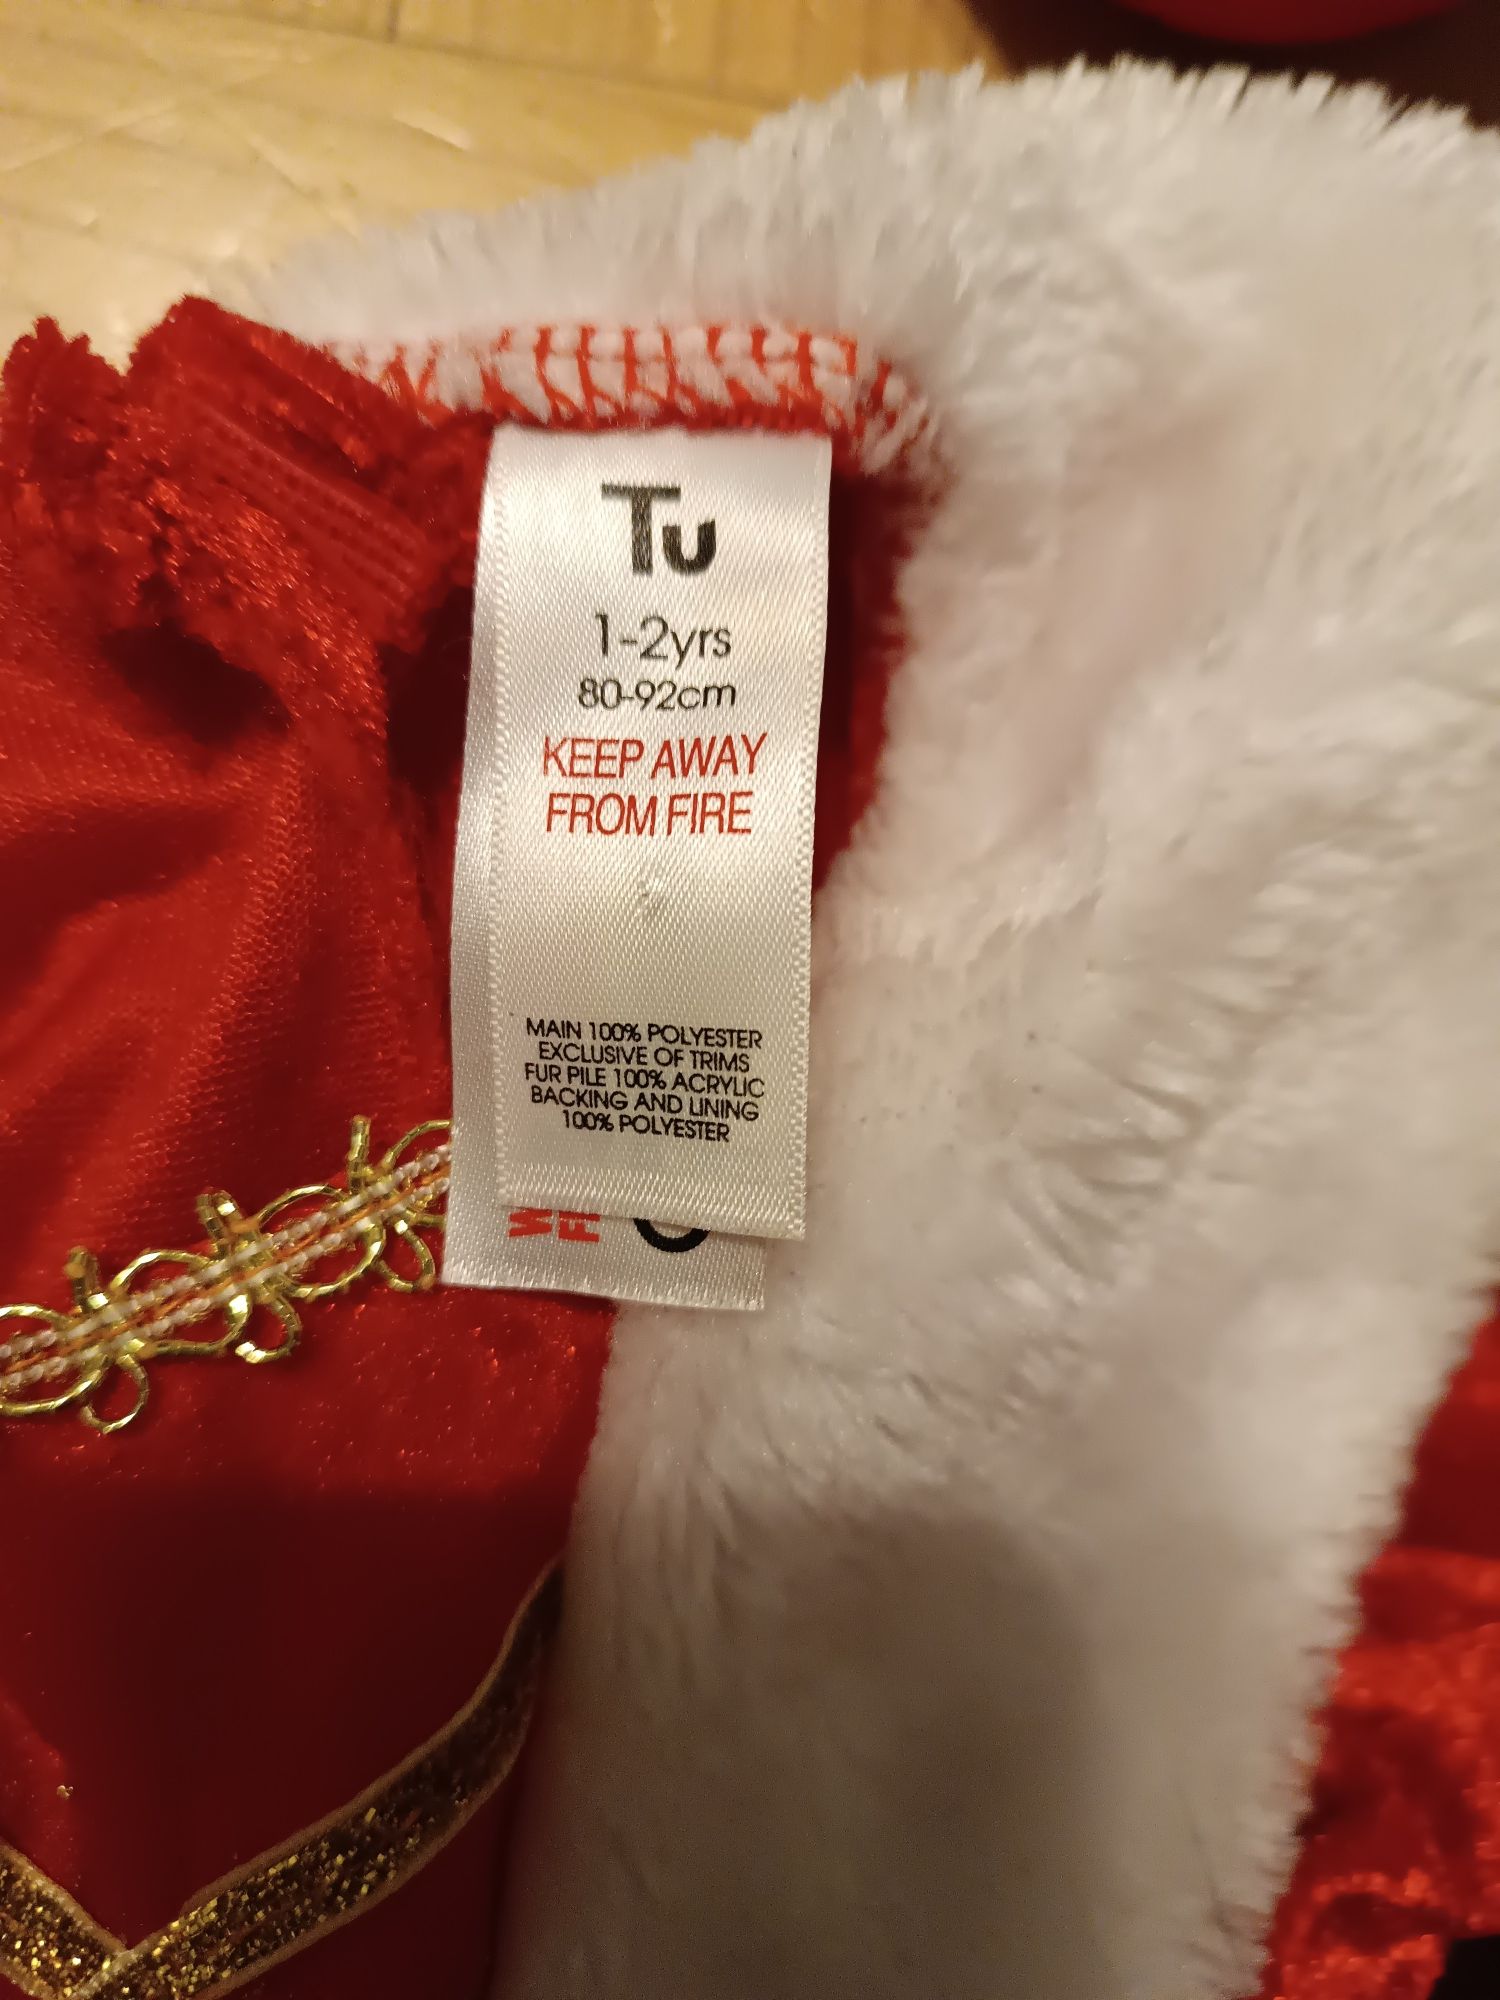 Tu
1-2yrs
80-92cm
KEEP AWAY
FROM FIRE
MAIN 100% POLYESTER
EXCLUSIVE OF TRIMS
FUR PILE 100% ACRYLIC
BACKING AND LINING
100% POLYESTER